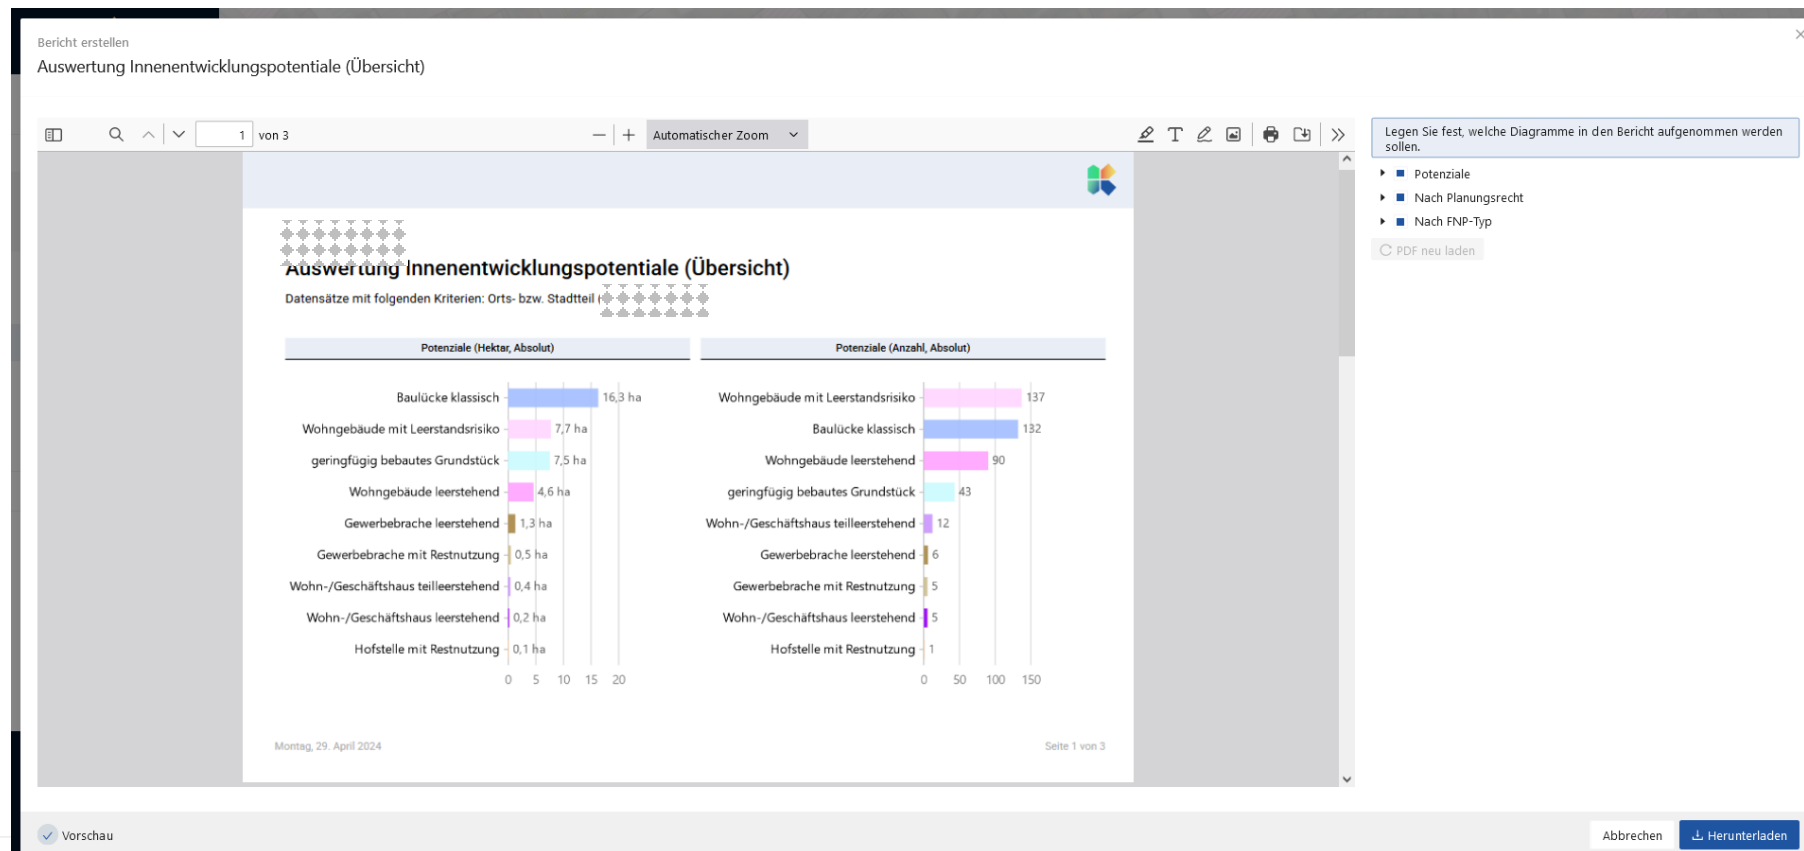 Bericht erstellen
Auswertung Innenentwicklungspotentiale (Übersicht)
1 von 3
Automatischer Zoom
Legen Sie fest, welche Diagramme in den Bericht aufgenommen werden
sollen.
Potenziale
Nach Planungsrecht
Nach FNP-Typ
PDF neu laden
Auswertung Innenentwicklungspotentiale (Übersicht)
Datensätze mit folgenden Kriterien: Orts- bzw. Stadtteil
Potenziale (Hektar, Absolut)
Baulücke klassisch 16,3 ha
Wohngebäude mit Leerstandsrisiko 7,7 ha
geringfügig bebautes Grundstück 7,5 ha
Wohngebäude leerstehend 4,6 ha
Gewerbebrache leerstehend 1,3 ha
Gewerbebrache mit Restnutzung 0,5 ha
Wohn-/Geschäftshaus teilleerstehend 0,4 ha
Wohn-/Geschäftshaus leerstehend 0,2 ha
Hofstelle mit Restnutzung 0,1 ha
0 5 10 15 20
Potenziale (Anzahl, Absolut)
Wohngebäude mit Leerstandsrisiko 137
Baulücke klassisch 132
Wohngebäude leerstehend 90
geringfügig bebautes Grundstück 43
Wohn-/Geschäftshaus teilleerstehend 12
Gewerbebrache leerstehend 6
Gewerbebrache mit Restnutzung 5
Wohn-/Geschäftshaus leerstehend 5
Hofstelle mit Restnutzung 1
0 50 100 150
Montag, 29. April 2024
Seite 1 von 3
Vorschau
Abbrechen
Herunterladen